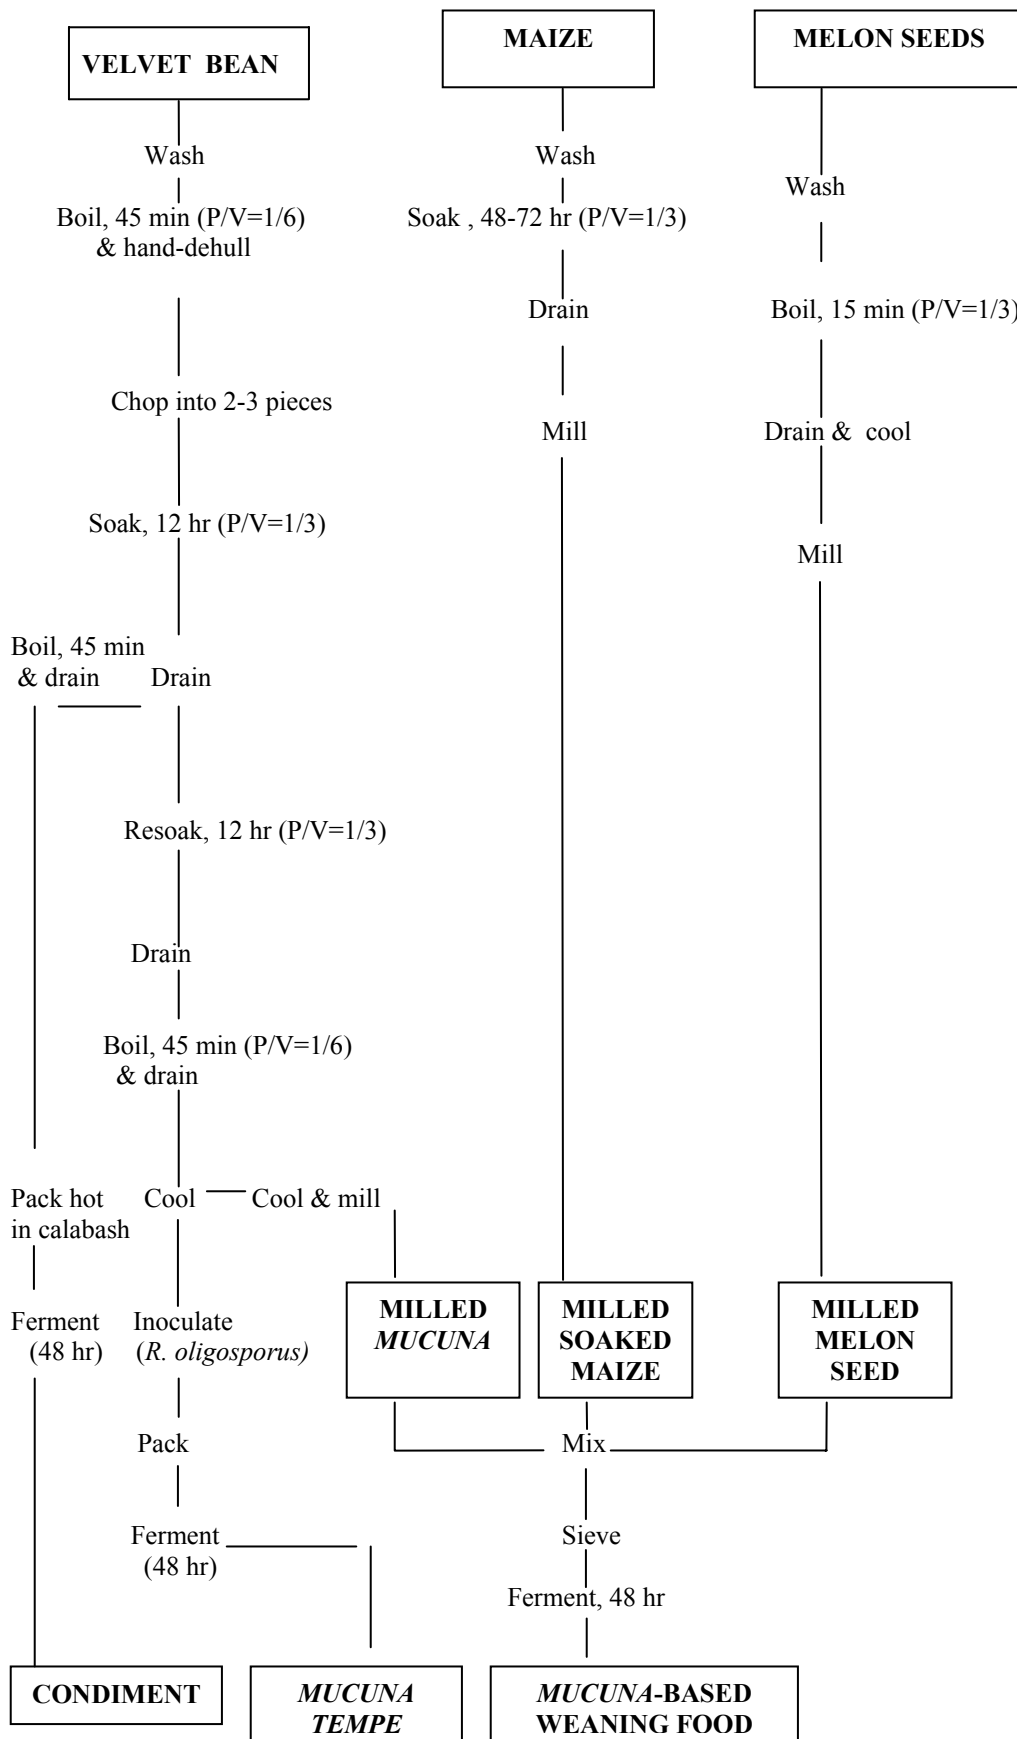 VELVET BEAN
Wash
Boil, 45 min (P/V=1/6)
& hand-dehull
Chop into 2-3 pieces
Soak, 12 hr (P/V=1/3)
Boil, 45 min
& drain
Drain
Resoak, 12 hr (P/V=1/3)
Drain
Boil, 45 min (P/V=1/6)
& drain
Pack hot
in calabash
Cool
Cool & mill
Ferment
(48 hr)
Inoculate
(R. oligosporus)
Pack
Ferment
(48 hr)
MAIZE
Wash
Soak , 48-72 hr (P/V=1/3)
Drain
Mill
MELON SEEDS
Wash
Boil, 15 min (P/V=1/3)
Drain & cool
Mill
MILLED
MUCUNA
MILLED
SOAKED
MAIZE
MILLED
MELON
SEED
Mix
Sieve
Ferment, 48 hr
CONDIMENT
MUCUNA
TEMPE
MUCUNA-BASED
WEANING FOOD